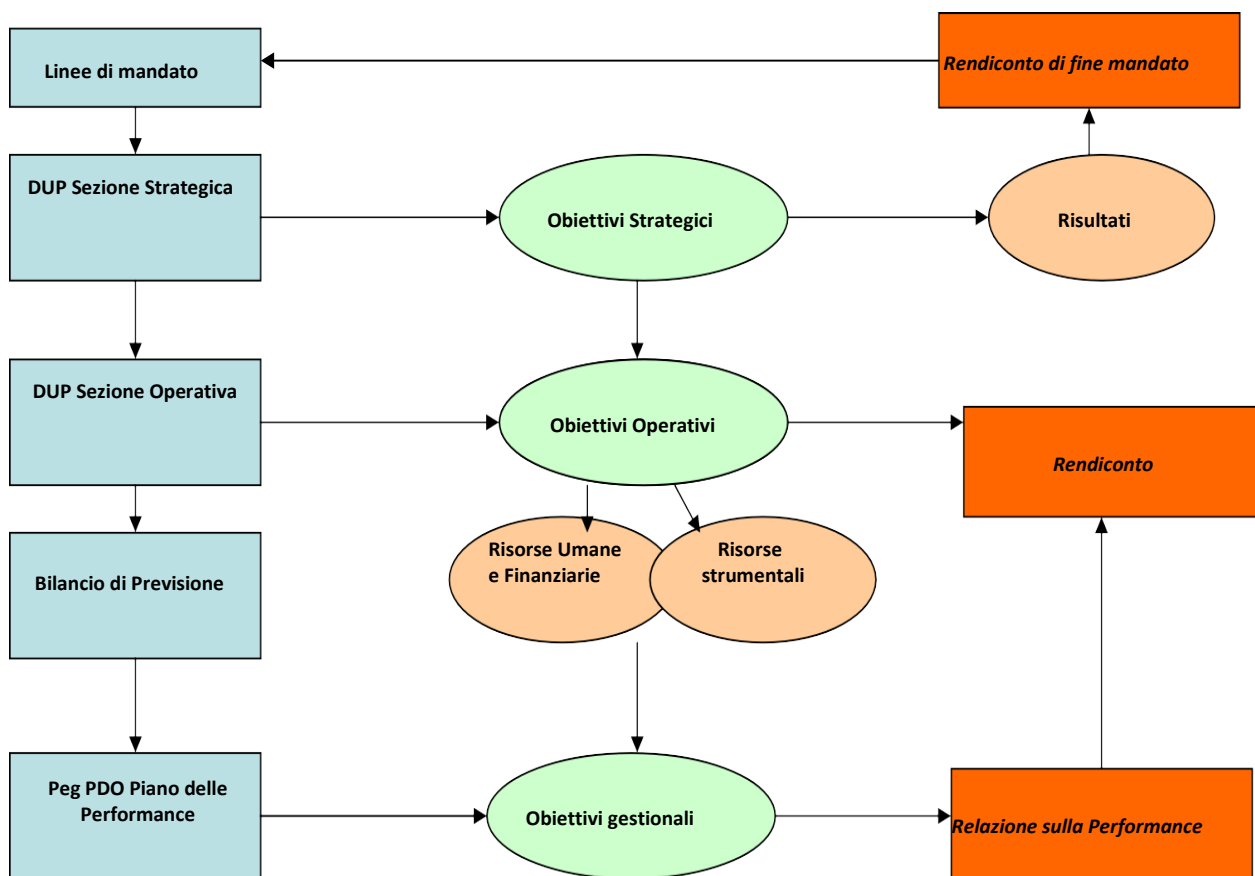 Linee di mandato
Rendiconto di fine mandato
DUP Sezione Strategica
Obiettivi Strategici
Risultati
DUP Sezione Operativa
Obiettivi Operativi
Rendiconto
Risorse Umane
e Finanziarie
Risorse
strumentali
Bilancio di Previsione
Peg PDO Piano delle
Performance
Obiettivi gestionali
Relazione sulla Performance